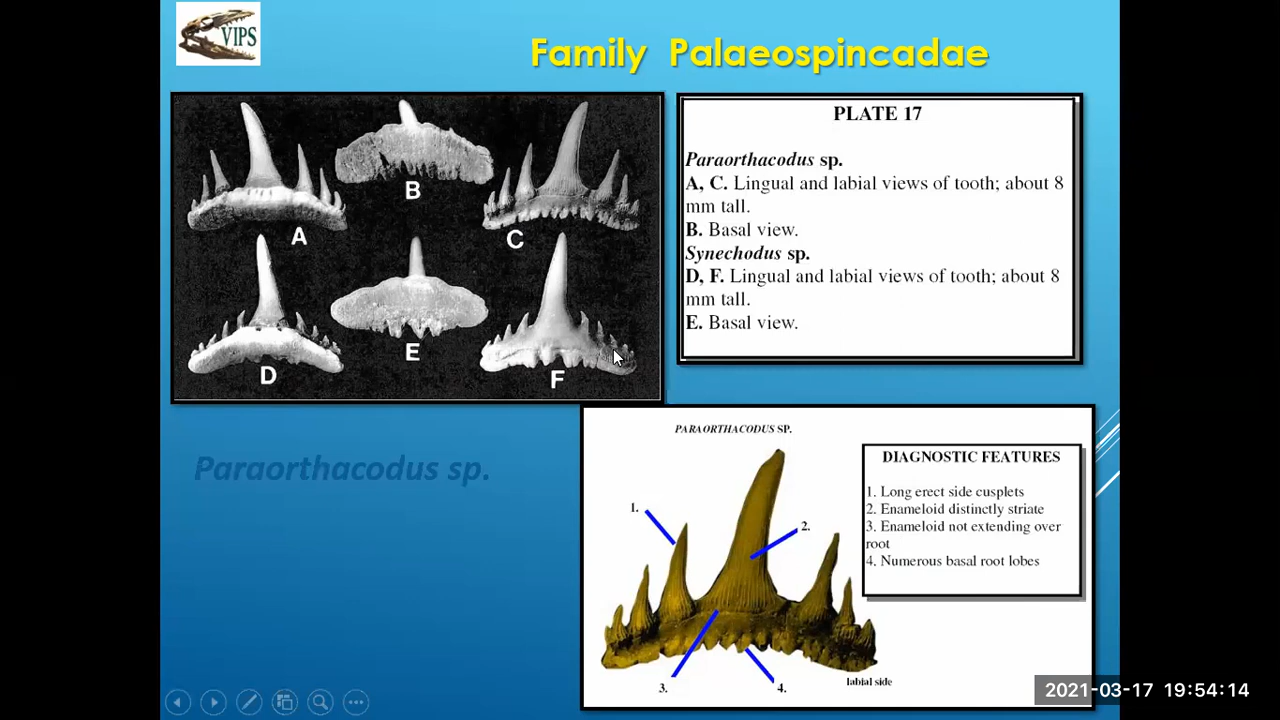 VIPS
Family Palaeospincadae
A
B
C
D
E
F
PLATE 17
Paraorthacodus sp.
A, C. Lingual and labial views of tooth; about 8
mm tall.
B. Basal view.
Synechodus sp.
D, F. Lingual and labial views of tooth; about 8
mm tall.
E. Basal view.
Paraorthacodus sp.
PARAORTHACODUS SP.
1.
2.
3.
4.
labial side
DIAGNOSTIC FEATURES
1. Long erect side cusplets
2. Enameloid distinctly striate
3. Enameloid not extending over
root
4. Numerous basal root lobes
2021-03-17 19:54:14